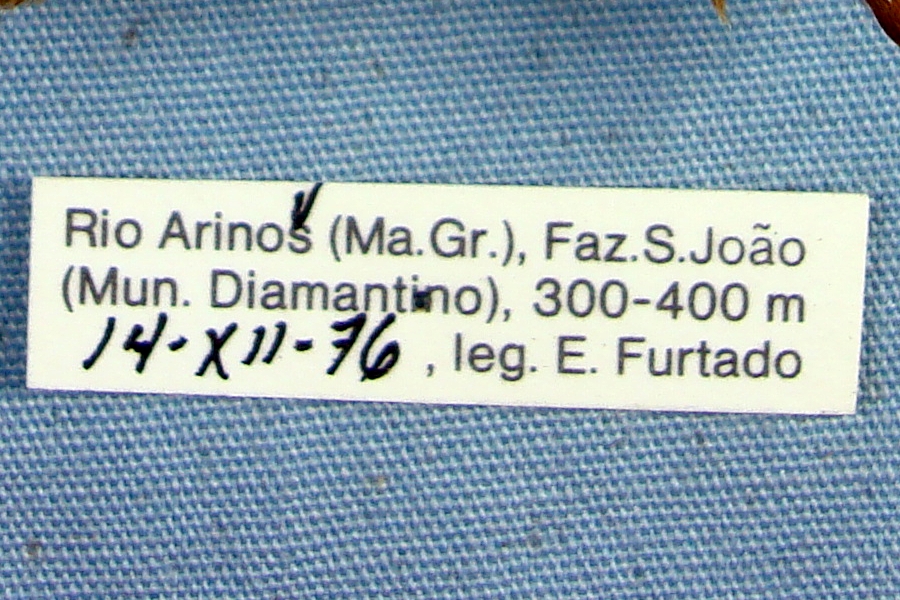 Rio Arinos (Ma.Gr.), Faz.S.João
(Mun. Diamantino), 300-400 m
14-XII-76, leg. E. Furtado